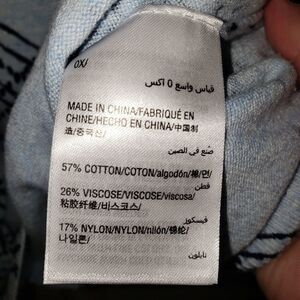 0X/
قياس واسع 0 اكس
MADE IN CHINA/FABRIQUÉ EN
CHINE/HECHO EN CHINA/中国制
造/중국산/
صنع في الصين
57% COTTON/COTON/algodón/棉/면/
قطن
26% VISCOSE/VISCOSE/viscosa/
粘胶纤维/비스코스/
فيسكوز
17% NYLON/NYLON/nilón/锦纶/
나일론/
نايلون